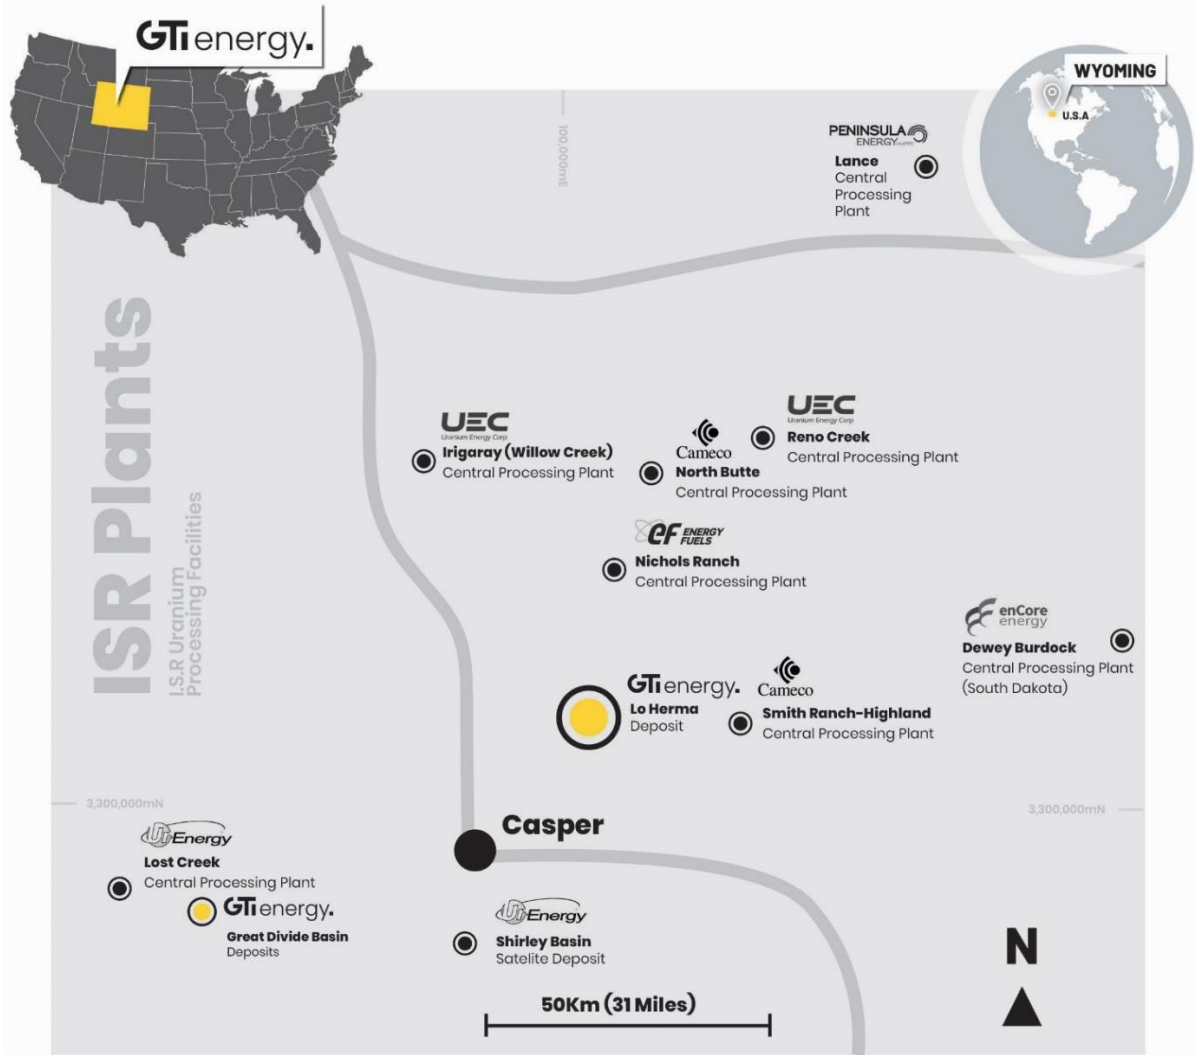 GTi energy.
WYOMING
U.S.A
100,000mE
PENINSULA
ENERGY
Lance
Central
Processing
Plant
ISR Plants
I.S.R Uranium
Processing Facilities
UEC
Uranium Energy Corp
Irigaray (Willow Creek)
Central Processing Plant
Cameco
North Butte
Central Processing Plant
UEC
Uranium Energy Corp
Reno Creek
Central Processing Plant
ef ENERGY
FUELS
Nichols Ranch
Central Processing Plant
enCore
energy
Dewey Burdock
Central Processing Plant
(South Dakota)
GTi energy.
Lo Herma
Deposit
Cameco
Smith Ranch-Highland
Central Processing Plant
3,300,000mN
3,300,000mN
Casper
Ur Energy
Lost Creek
Central Processing Plant
GTi energy.
Great Divide Basin
Deposits
Ur Energy
Shirley Basin
Satelite Deposit
N
50Km (31 Miles)